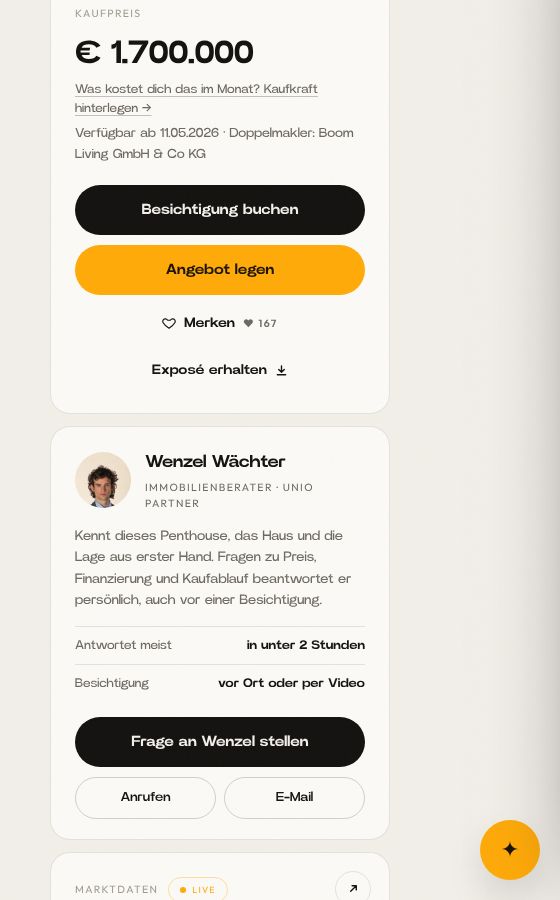 KAUFPREIS
€ 1.700.000
Was kostet dich das im Monat? Kaufkraft
hinterlegen →
Verfügbar ab 11.05.2026 · Doppelmakler: Boom
Living GmbH & Co KG
Besichtigung buchen
Angebot legen
Merken ♥ 167
Exposé erhalten
Wenzel Wächter
IMMOBILIENBERATER · UNIO
PARTNER
Kennt dieses Penthouse, das Haus und die
Lage aus erster Hand. Fragen zu Preis,
Finanzierung und Kaufablauf beantwortet er
persönlich, auch vor einer Besichtigung.
Antwortet meist in unter 2 Stunden
Besichtigung vor Ort oder per Video
Frage an Wenzel stellen
Anrufen E-Mail
MARKTDATEN LIVE